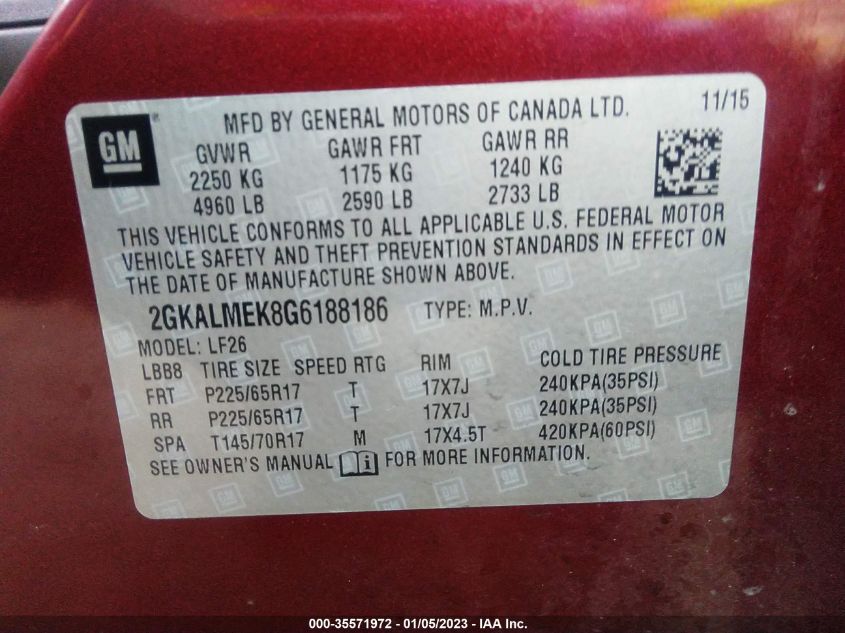 GM
MFD BY GENERAL MOTORS OF CANADA LTD. 11/15
GVWR GAWR FRT GAWR RR
2250 KG 1175 KG 1240 KG
4960 LB 2590 LB 2733 LB
THIS VEHICLE CONFORMS TO ALL APPLICABLE U.S. FEDERAL MOTOR
VEHICLE SAFETY AND THEFT PREVENTION STANDARDS IN EFFECT ON
THE DATE OF MANUFACTURE SHOWN ABOVE.
2GKALMEK8G6188186 TYPE: M.P.V.
MODEL: LF26
LBB8 TIRE SIZE SPEED RTG RIM COLD TIRE PRESSURE
FRT P225/65R17 T 17X7J 240KPA(35PSI)
RR P225/65R17 T 17X7J 240KPA(35PSI)
SPA T145/70R17 M 17X4.5T 420KPA(60PSI)
SEE OWNER'S MANUAL FOR MORE INFORMATION.
000-35571972 - 01/05/2023 - IAA Inc.